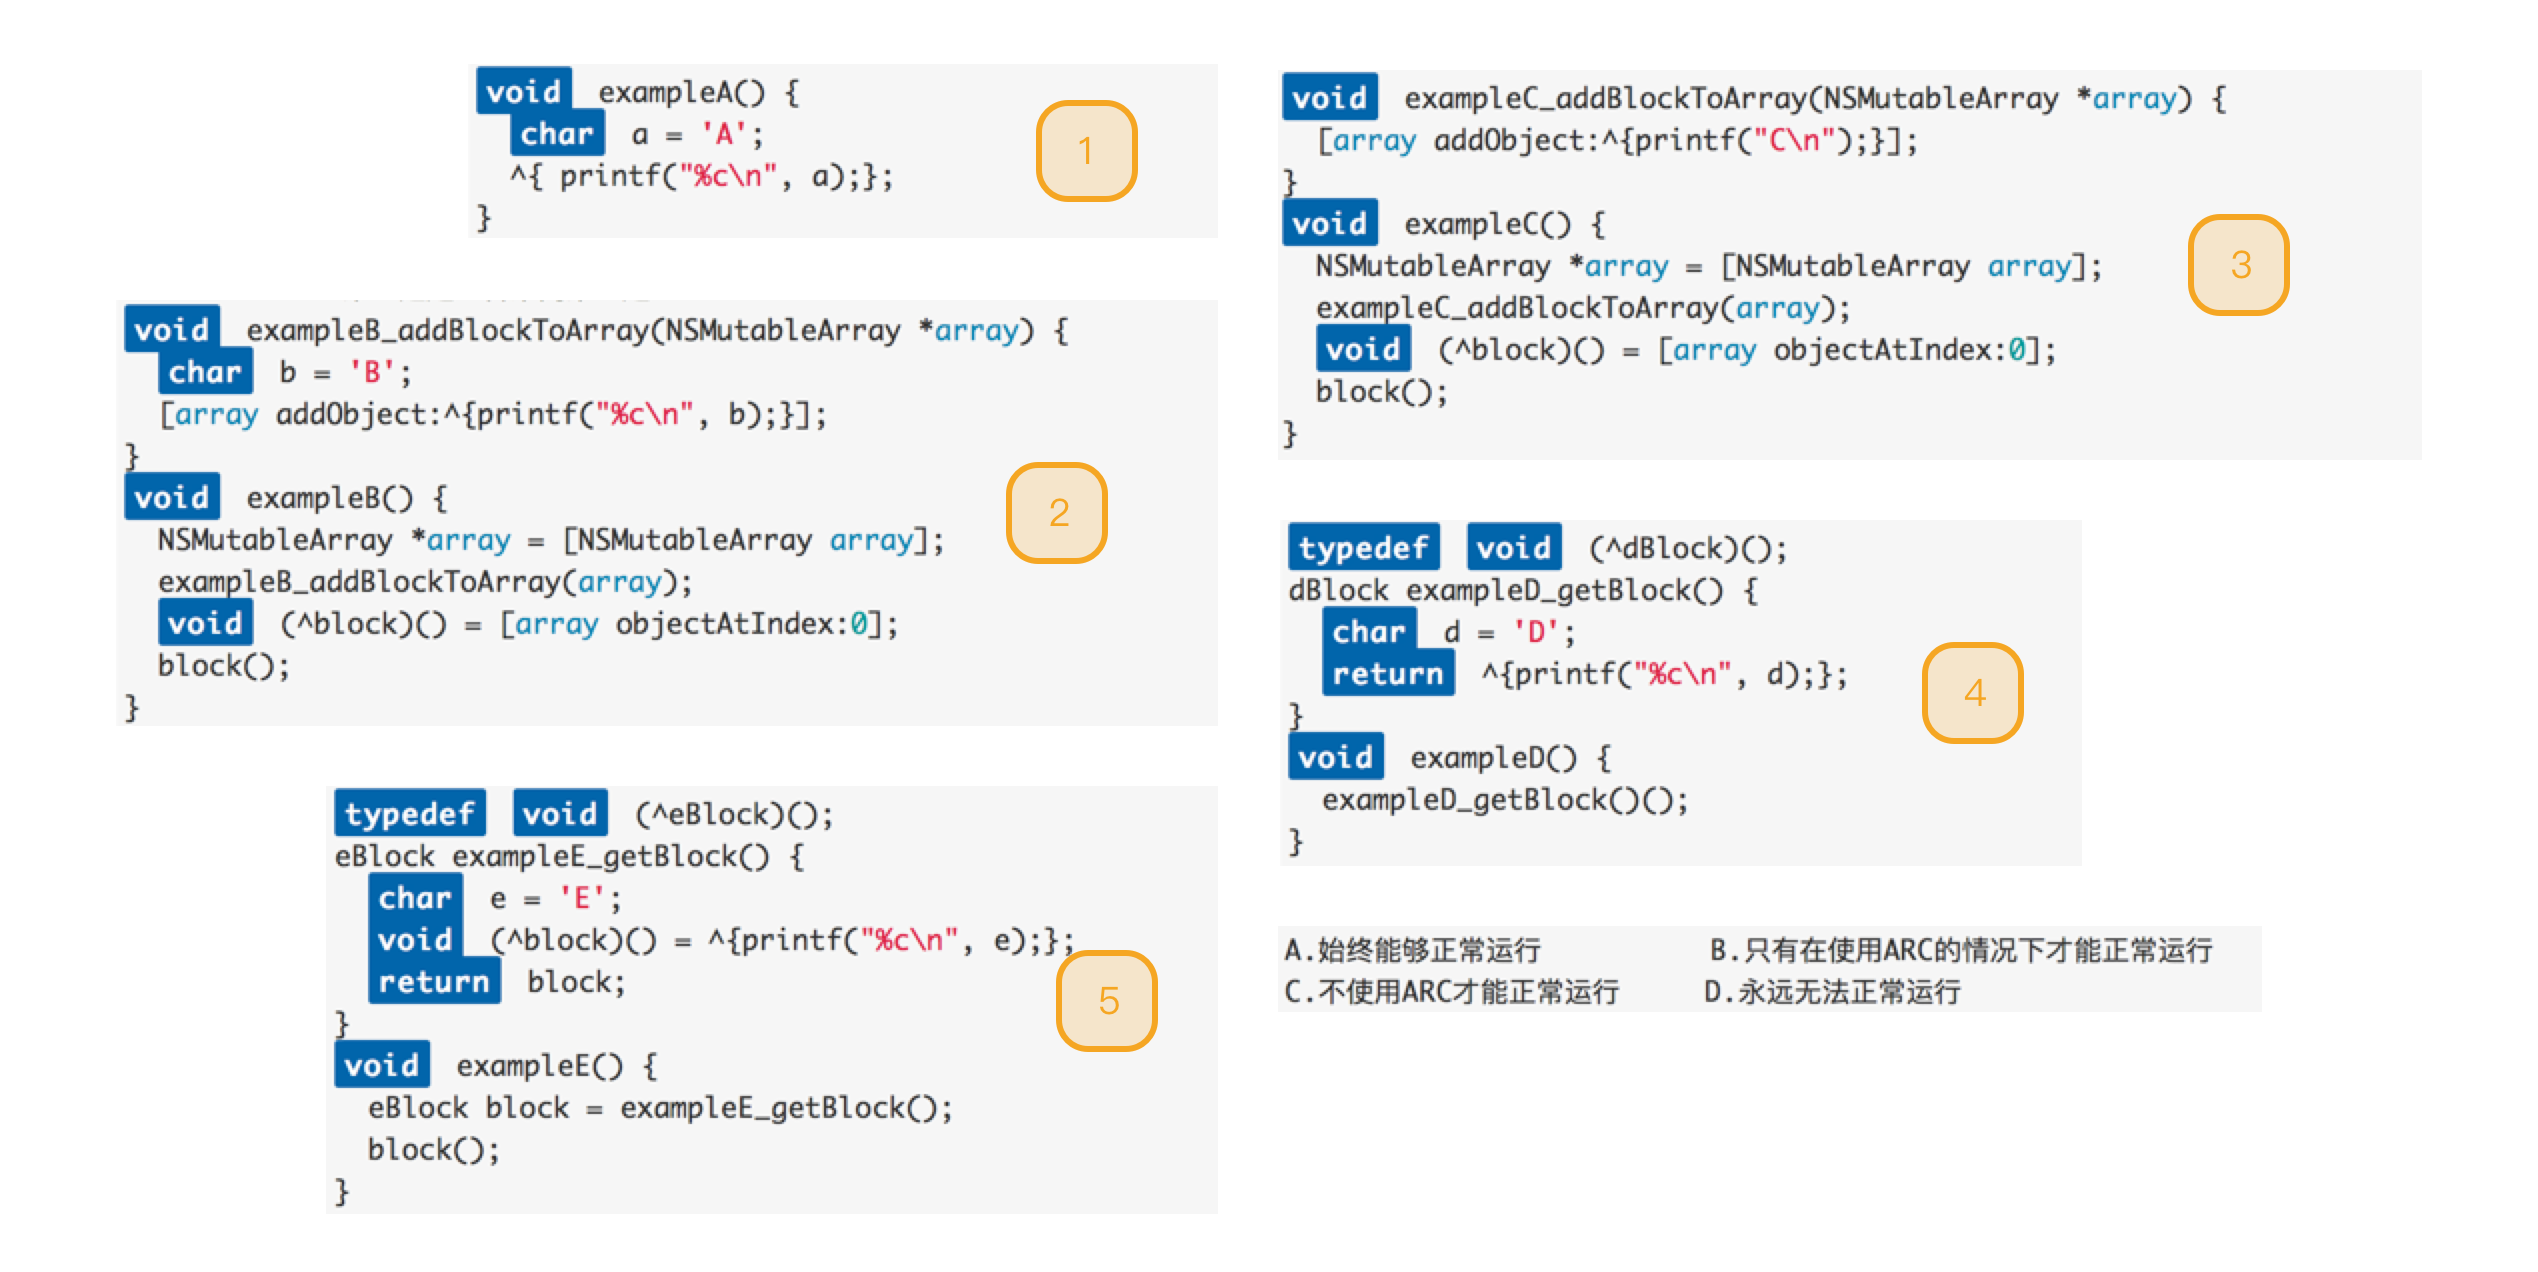 void exampleA() {
char a = 'A';
^{ printf("%c\n", a);};
}
1
void exampleB_addBlockToArray(NSMutableArray *array) {
char b = 'B';
[array addObject:^{printf("%c\n", b);}];
}
void exampleB() {
NSMutableArray *array = [NSMutableArray array];
exampleB_addBlockToArray(array);
void (^block)() = [array objectAtIndex:0];
block();
}
2
typedef void (^eBlock)();
eBlock exampleE_getBlock() {
char e = 'E';
void (^block)() = ^{printf("%c\n", e);};
return block;
}
void exampleE() {
eBlock block = exampleE_getBlock();
block();
}
5
void exampleC_addBlockToArray(NSMutableArray *array) {
[array addObject:^{printf("C\n");}];
}
void exampleC() {
NSMutableArray *array = [NSMutableArray array];
exampleC_addBlockToArray(array);
void (^block)() = [array objectAtIndex:0];
block();
}
3
typedef void (^dBlock)();
dBlock exampleD_getBlock() {
char d = 'D';
return ^{printf("%c\n", d);};
}
void exampleD() {
exampleD_getBlock()();
}
4
A.始终能够正常运行 B.只有在使用ARC的情况下才能正常运行
C.不使用ARC才能正常运行 D.永远无法正常运行